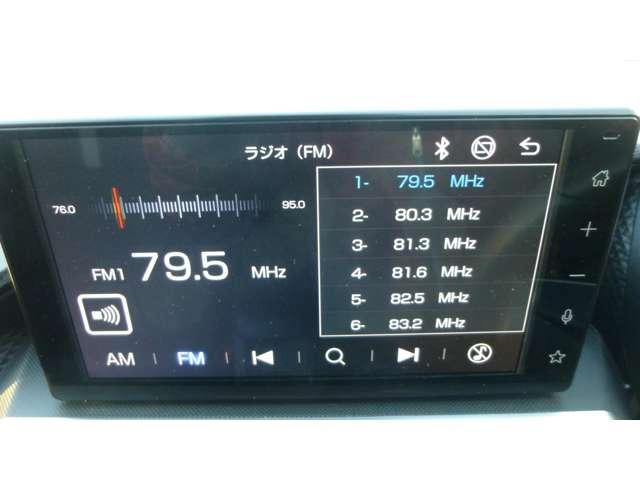 ラジオ（FM）
76.0 95.0
FM1 79.5 MHz
1- 79.5 MHz
2- 80.3 MHz
3- 81.3 MHz
4- 81.6 MHz
5- 82.5 MHz
6- 83.2 MHz
AM FM